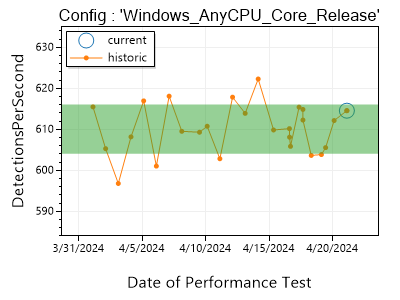 Config : 'Windows_AnyCPU_Core_Release'
current
historic
DetectionsPerSecond
630
620
610
600
590
3/31/2024
4/5/2024
4/10/2024
4/15/2024
4/20/2024
Date of Performance Test